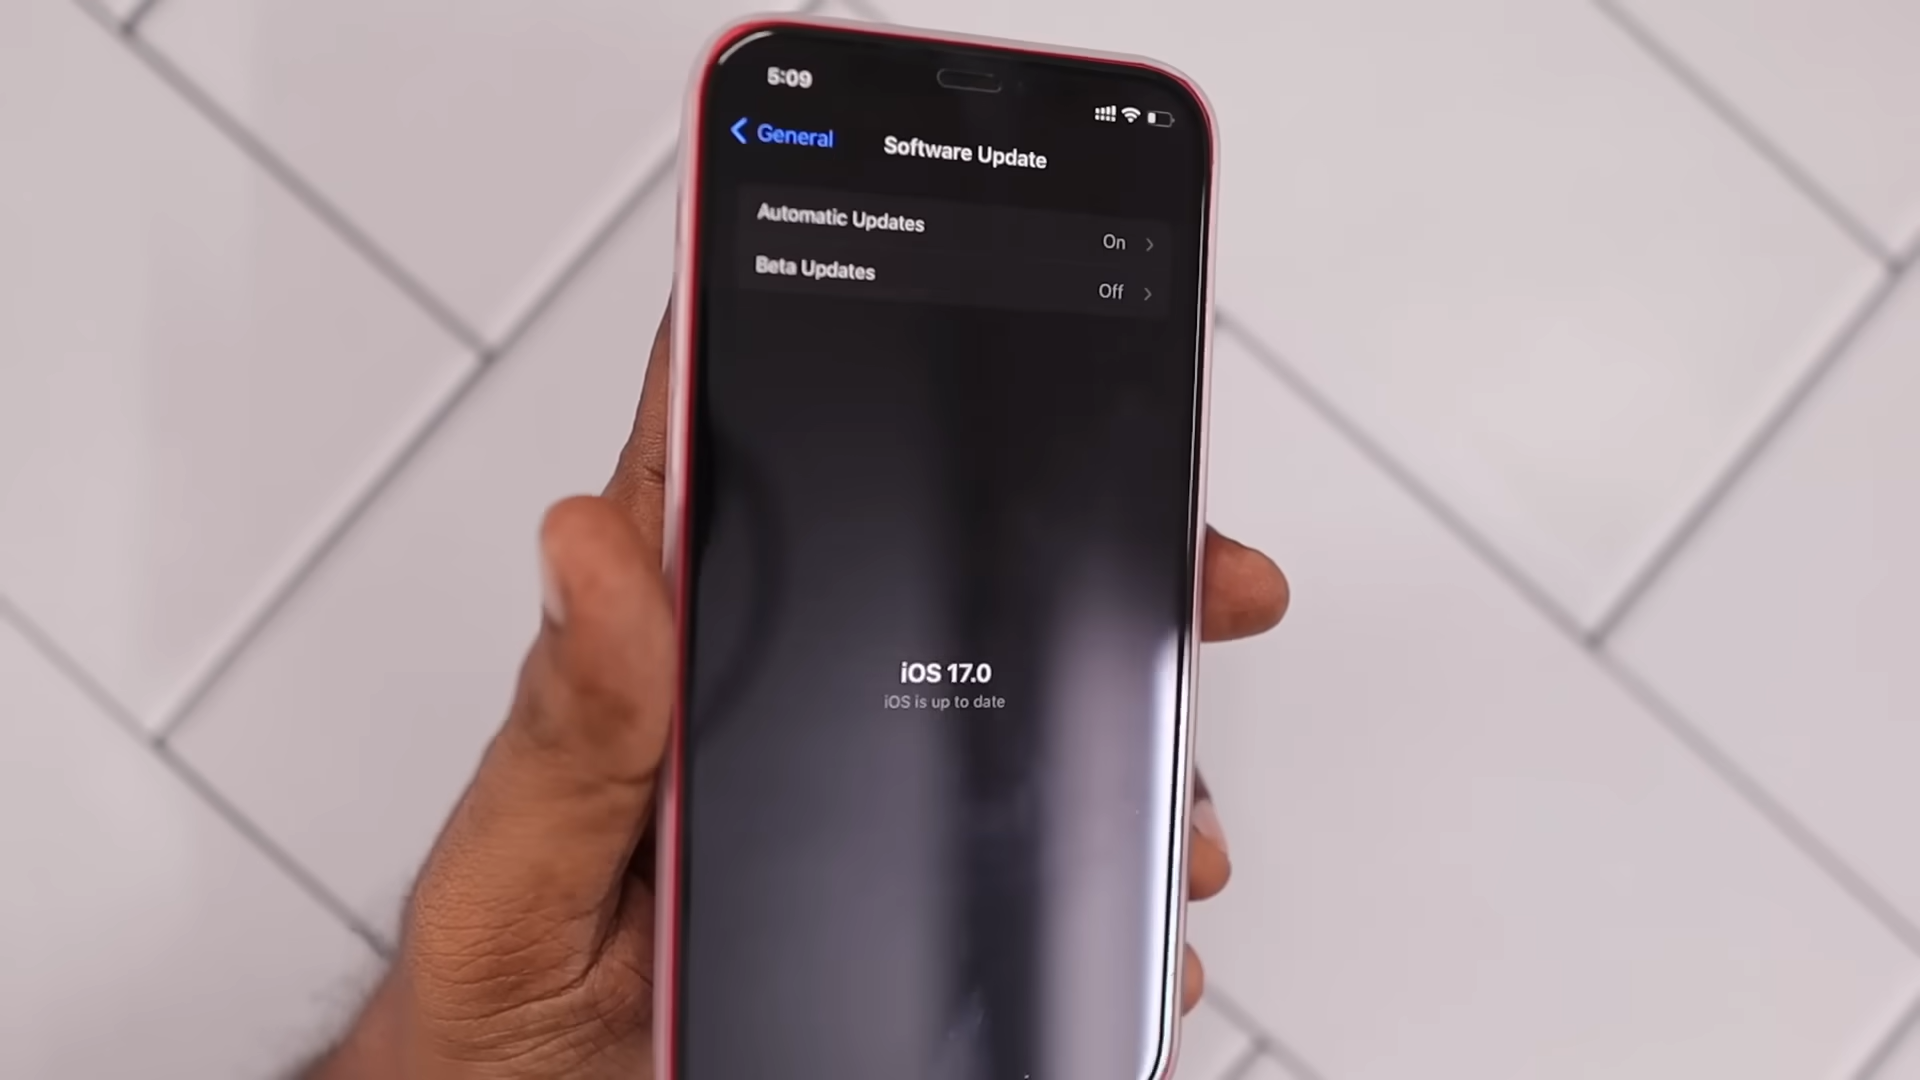 5:09
General
Software Update
Automatic Updates
On
Beta Updates
Off
iOS 17.0
iOS is up to date